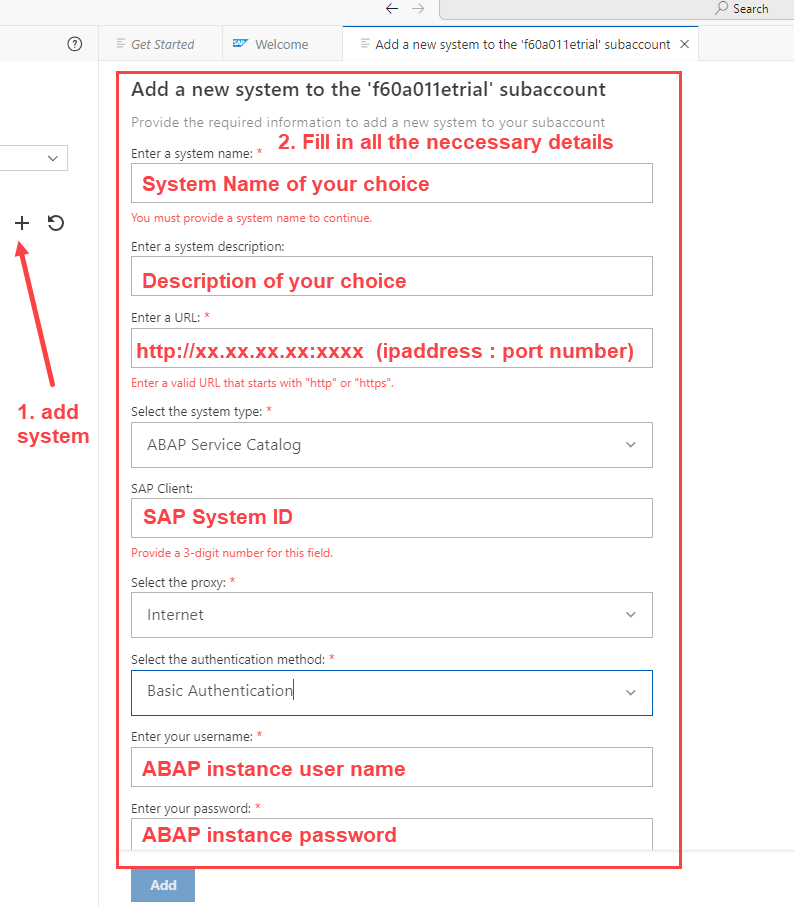 Search
Get Started
SAP
Welcome
Add a new system to the 'f60a011etrial' subaccount
Add a new system to the 'f60a011etrial' subaccount
Provide the required information to add a new system to your subaccount
2. Fill in all the neccessary details
Enter a system name: *
System Name of your choice
You must provide a system name to continue.
Enter a system description:
Description of your choice
Enter a URL: *
http://xx.xx.xx.xx:xxxx (ipaddress : port number)
Enter a valid URL that starts with "http" or "https".
1. add
system
Select the system type: *
ABAP Service Catalog
SAP Client:
SAP System ID
Provide a 3-digit number for this field.
Select the proxy: *
Internet
Select the authentication method: *
Basic Authentication
Enter your username: *
ABAP instance user name
Enter your password: *
ABAP instance password
Add